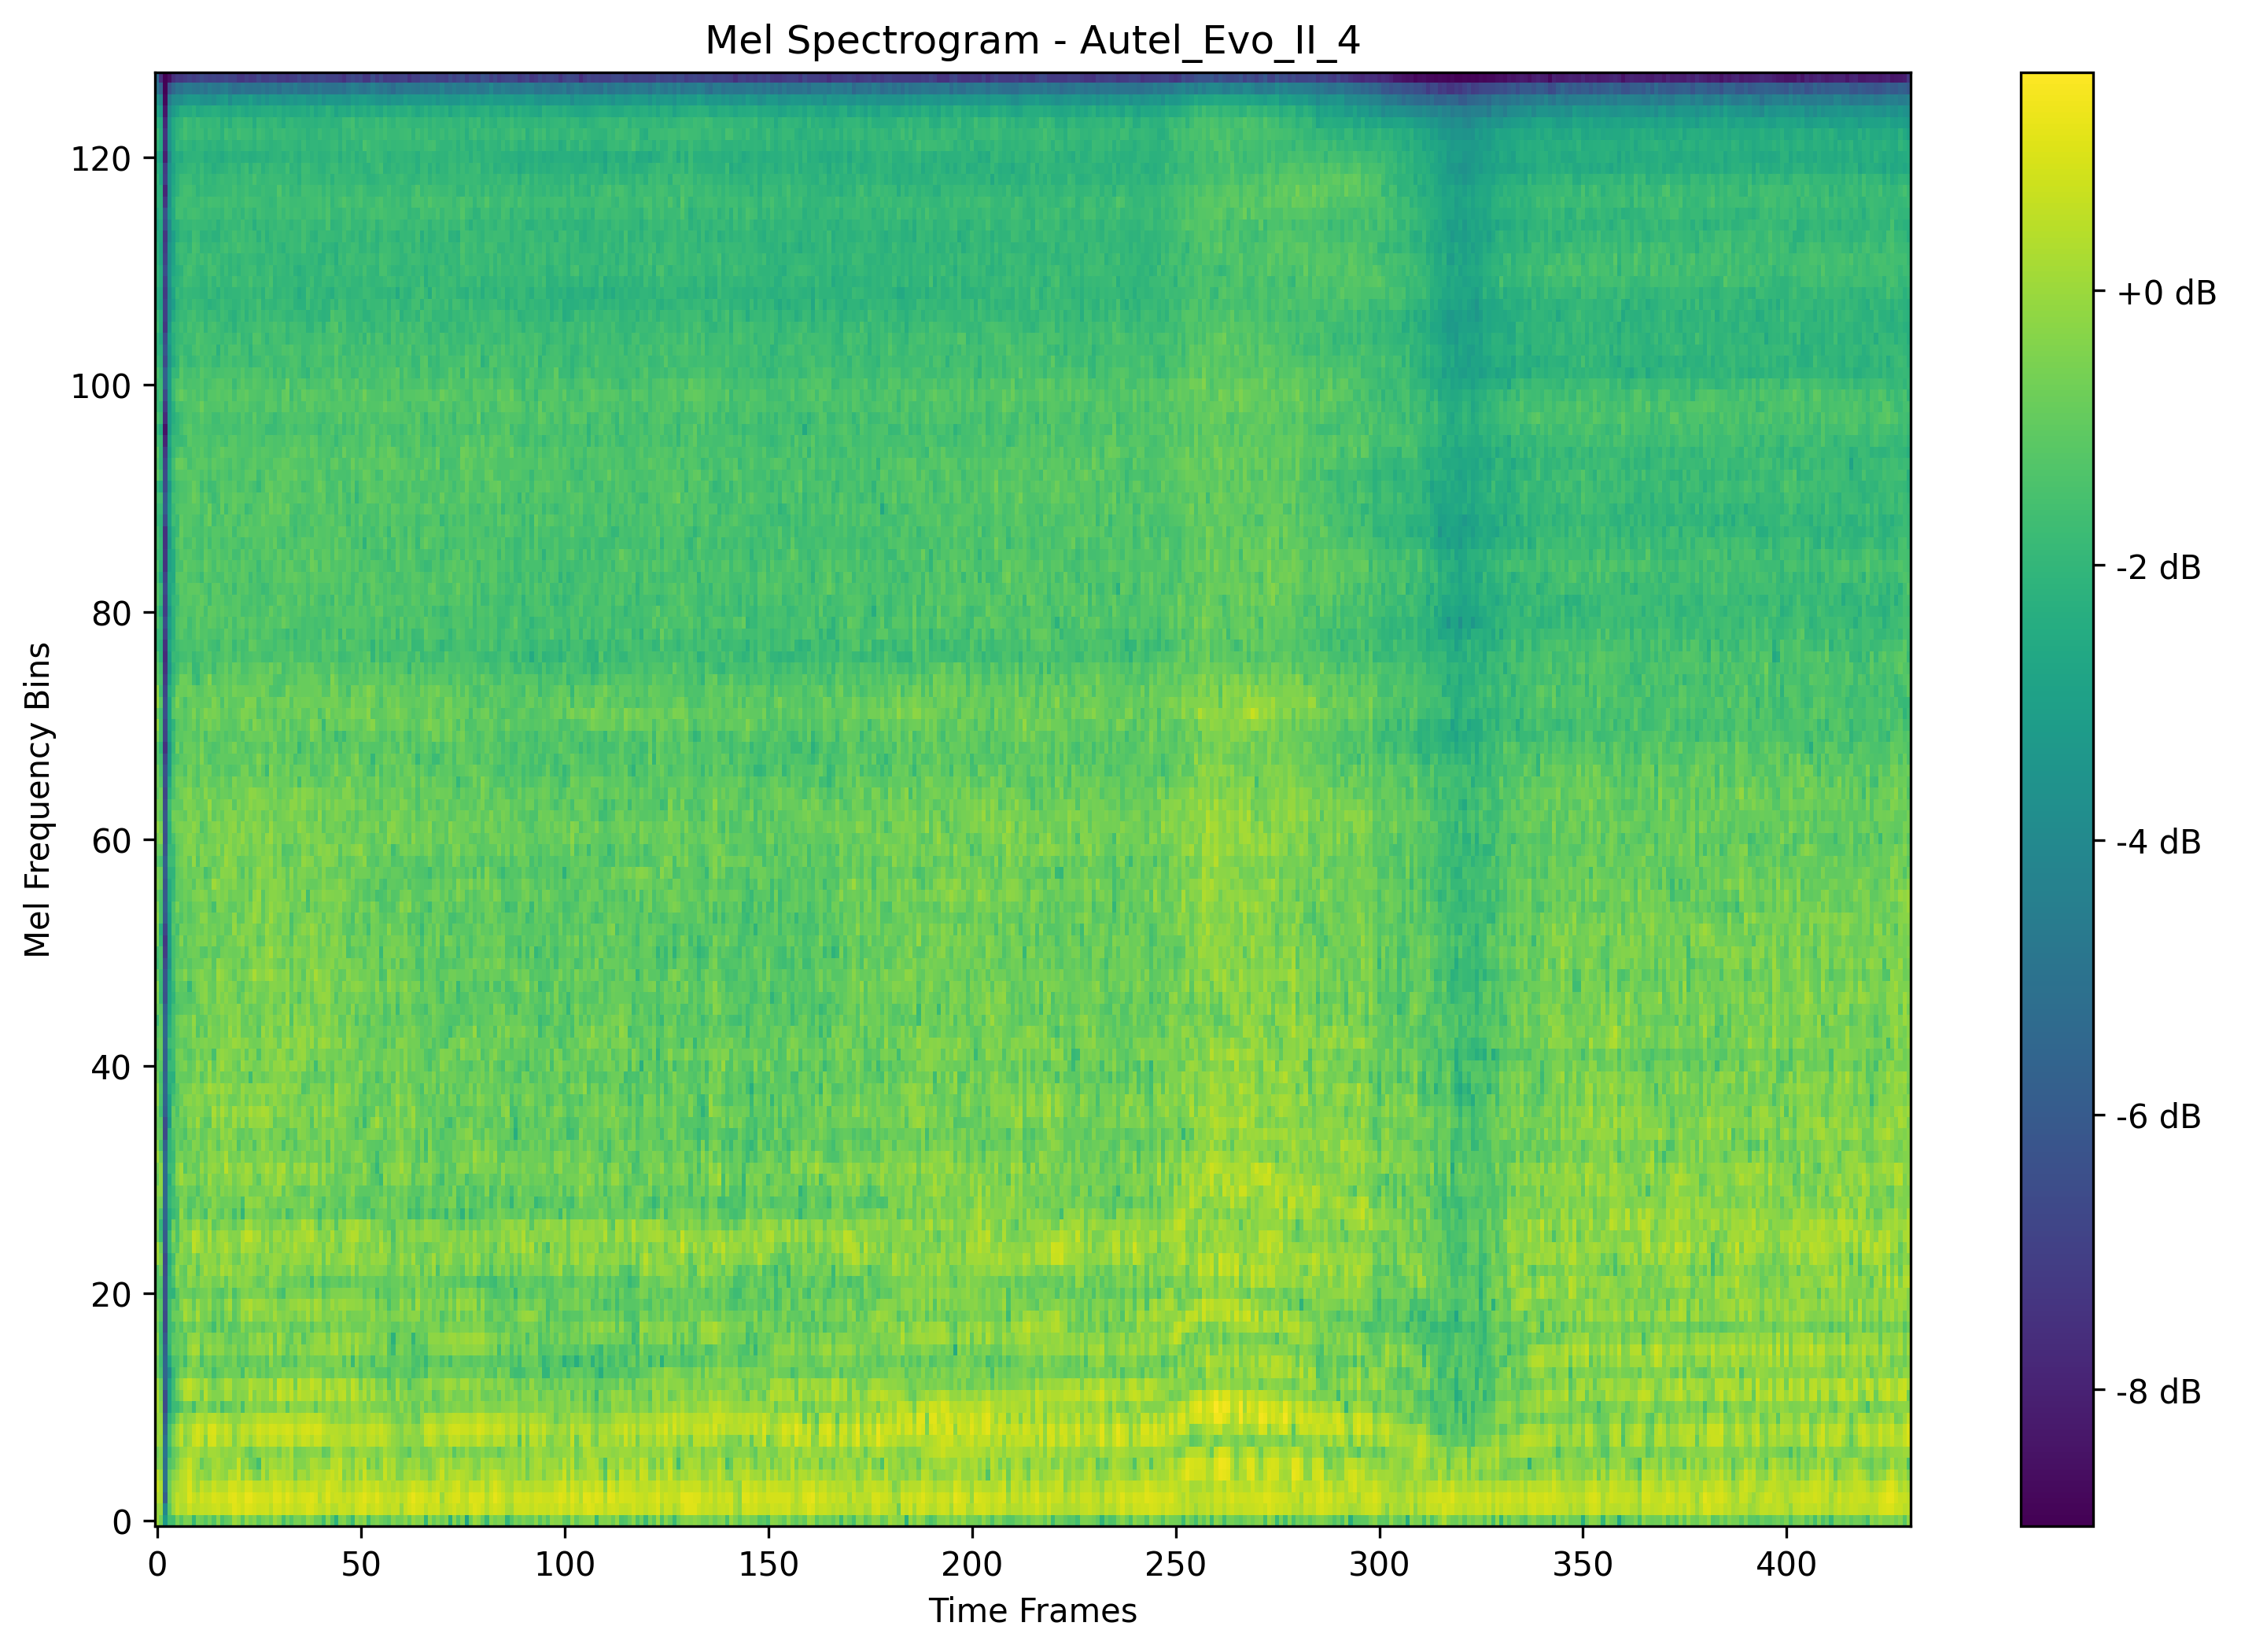 Mel Spectrogram - Autel_Evo_II_4
Mel Frequency Bins
120
100
80
60
40
20
0
0 50 100 150 200 250 300 350 400
Time Frames
+0 dB
-2 dB
-4 dB
-6 dB
-8 dB